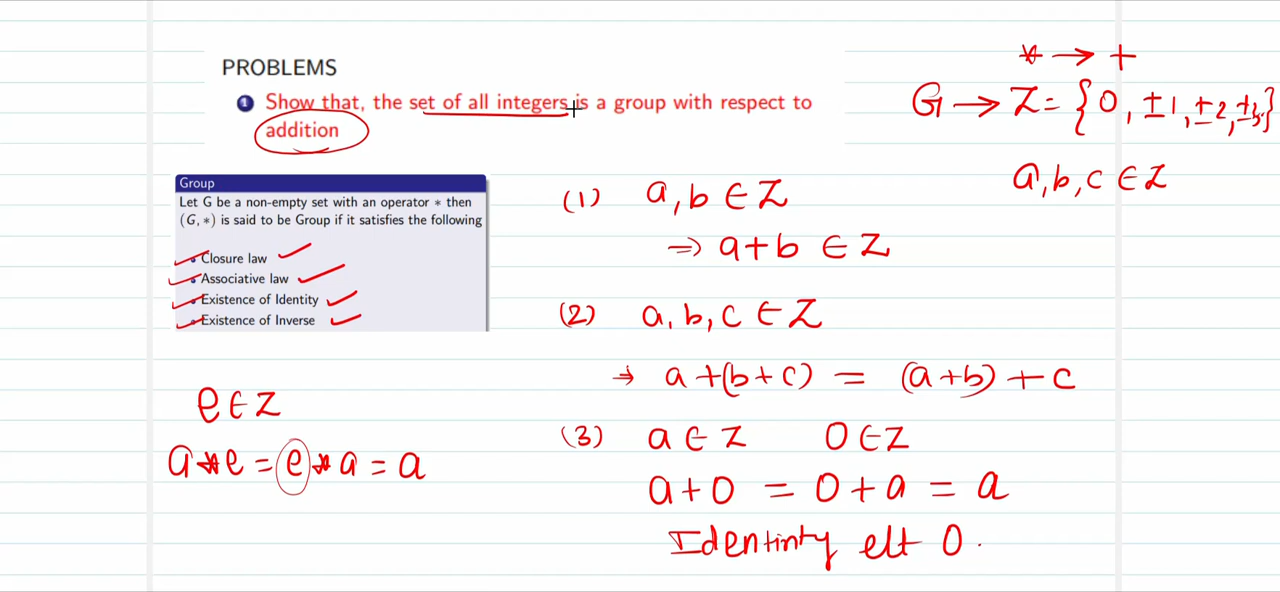 PROBLEMS
1 Show that, the set of all integers is a group with respect to
addition
* → +
G → Z = {0, ±1, ±2, ±3.}
a, b, c ∈ Z
Group
Let G be a non-empty set with an operator * then
(G, *) is said to be Group if it satisfies the following
Closure law
Associative law
Existence of Identity
Existence of Inverse
e ∈ Z
a * e = e * a = a
(1) a, b ∈ Z
⇒ a+b ∈ Z
(2) a, b, c ∈ Z
→ a+(b+c) = (a+b)+c
(3) a ∈ Z 0 ∈ Z
a+0 = 0+a = a
Identinty elt 0.